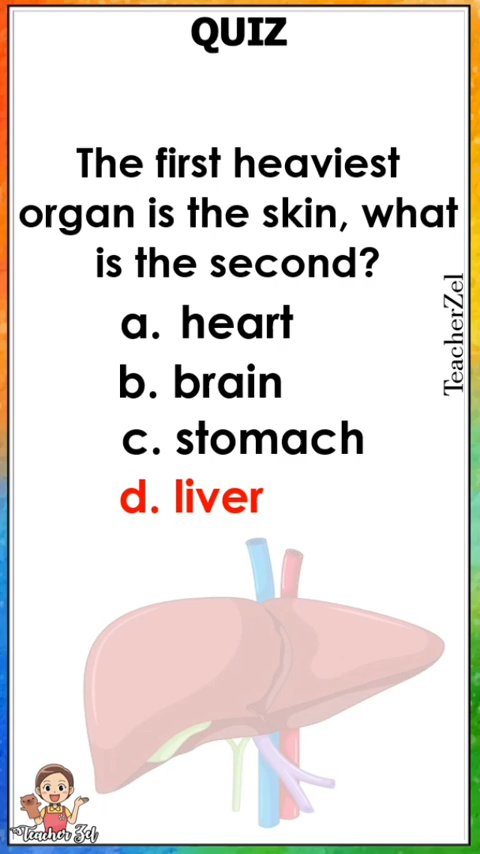 QUIZ
The first heaviest
organ is the skin, what
is the second?
a. heart
b. brain
c. stomach
d. liver
TeacherZel
Teacher Zel